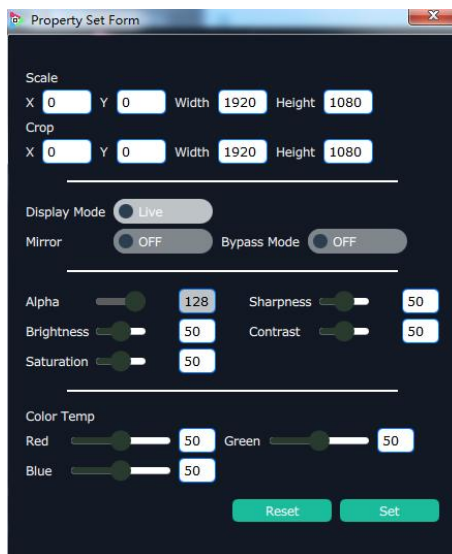 Property Set Form
Scale
X 0 Y 0 Width 1920 Height 1080
Crop
X 0 Y 0 Width 1920 Height 1080
Display Mode Live
Mirror OFF Bypass Mode OFF
Alpha 128 Sharpness 50
Brightness 50 Contrast 50
Saturation 50
Color Temp
Red 50 Green 50
Blue 50
Reset Set